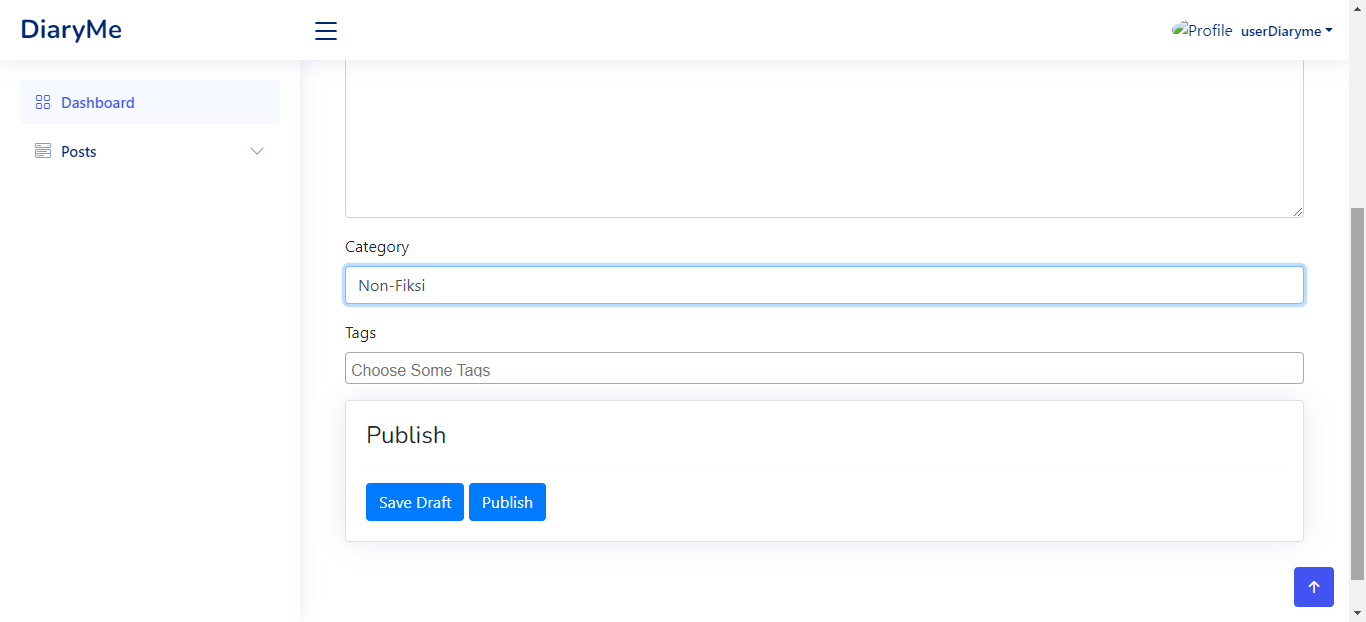 DiaryMe
Profile userDiaryme
Dashboard
Posts
Category
Non-Fiksi
Tags
Choose Some Tags
Publish
Save Draft Publish